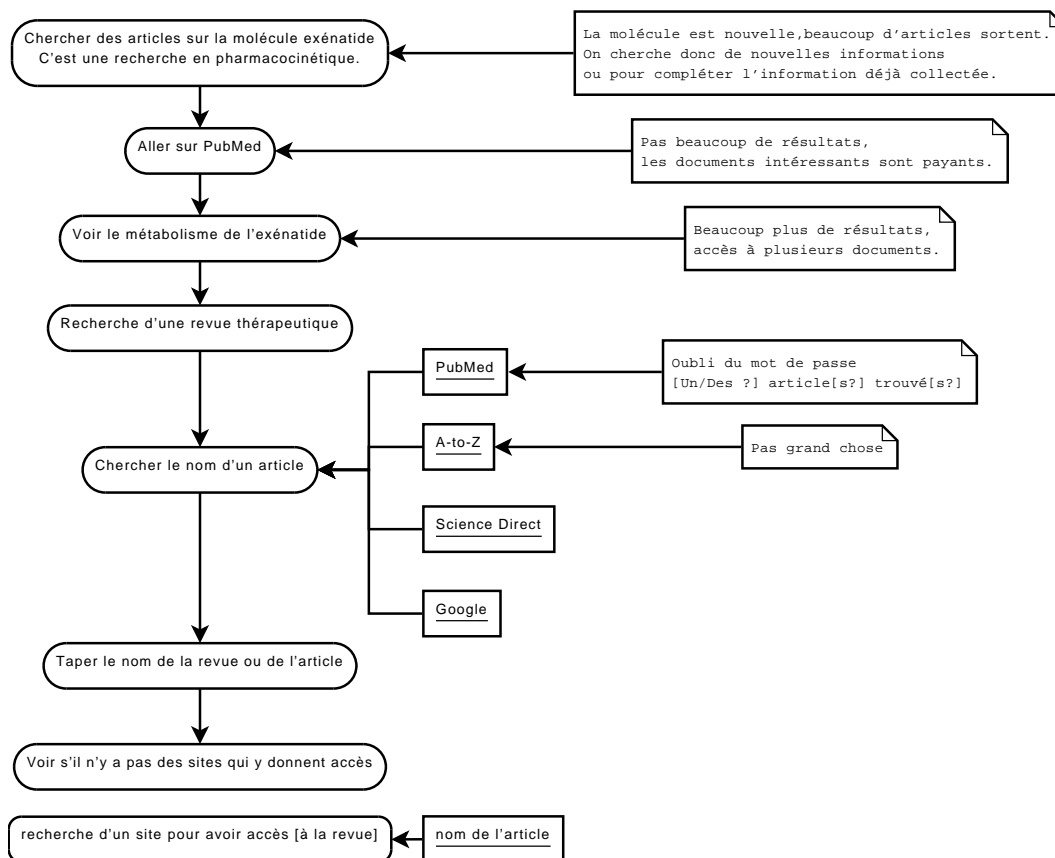 Chercher des articles sur la molécule exénatide
C'est une recherche en pharmacocinétique.
La molécule est nouvelle,beaucoup d'articles sortent.
On cherche donc de nouvelles informations
ou pour compléter l'information déjà collectée.
Aller sur PubMed
Pas beaucoup de résultats,
les documents intéressants sont payants.
Voir le métabolisme de l'exénatide
Beaucoup plus de résultats,
accès à plusieurs documents.
Recherche d'une revue thérapeutique
PubMed
Oubli du mot de passe
[Un/Des ?] article[s?] trouvé[s?]
A-to-Z
Pas grand chose
Chercher le nom d'un article
Science Direct
Google
Taper le nom de la revue ou de l'article
Voir s'il n'y a pas des sites qui y donnent accès
recherche d'un site pour avoir accès [à la revue]
nom de l'article